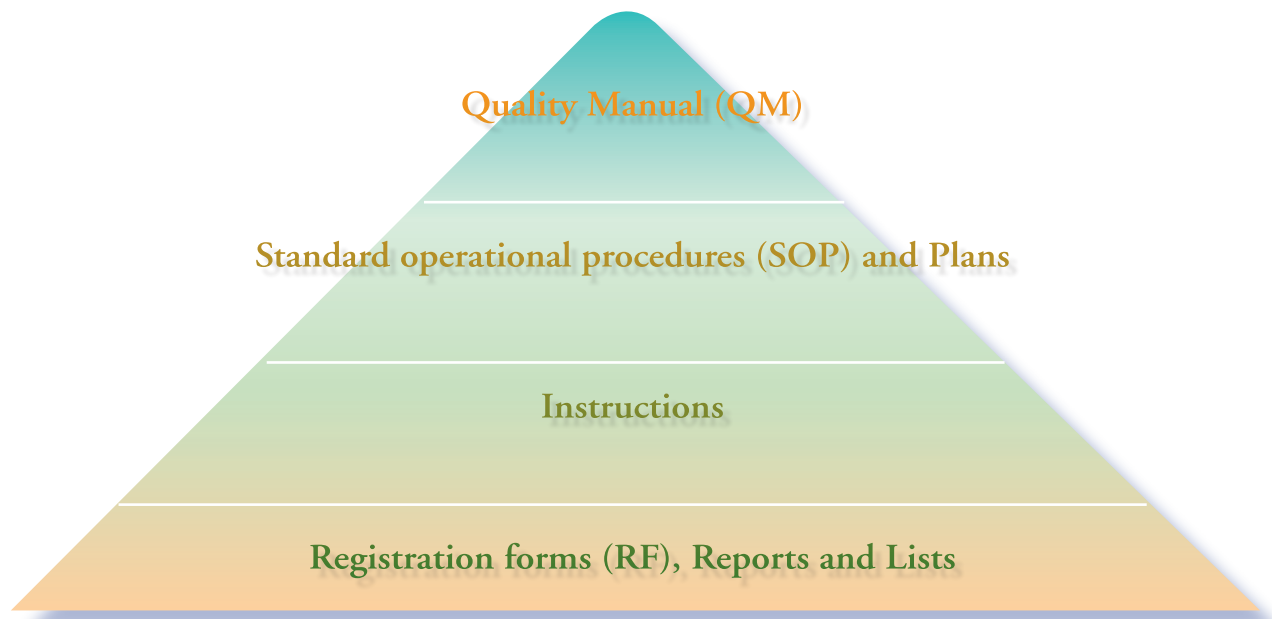 Quality Manual (QM)
Standard operational procedures (SOP) and Plans
Instructions
Registration forms (RF), Reports and Lists